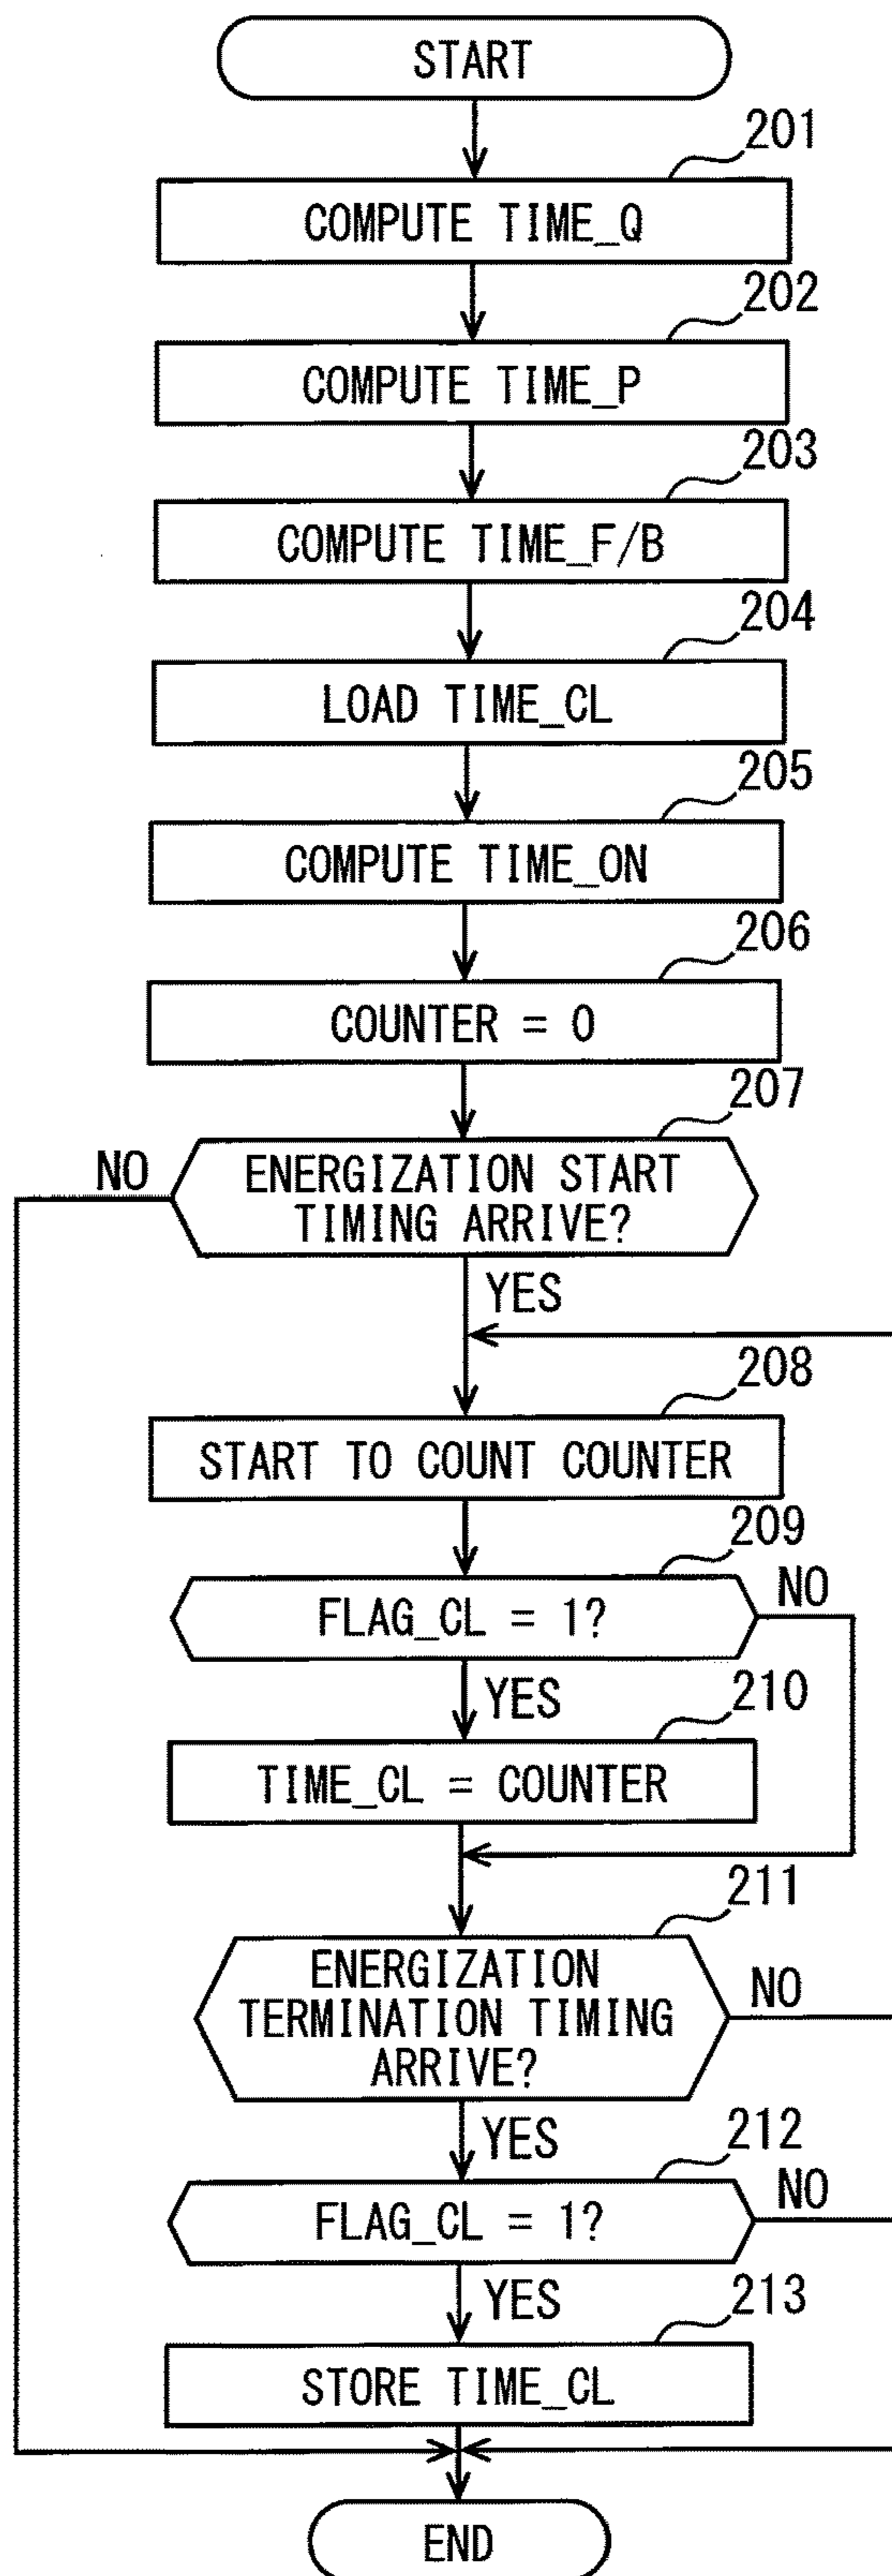 START
201
COMPUTE TIME_Q
202
COMPUTE TIME_P
203
COMPUTE TIME_F/B
204
LOAD TIME_CL
205
COMPUTE TIME_ON
206
COUNTER = 0
207
NO
ENERGIZATION START
TIMING ARRIVE?
YES
208
START TO COUNT COUNTER
209
FLAG_CL = 1?
NO
YES
210
TIME_CL = COUNTER
211
ENERGIZATION
TERMINATION TIMING
ARRIVE?
NO
YES
212
FLAG_CL = 1?
NO
YES
213
STORE TIME_CL
END